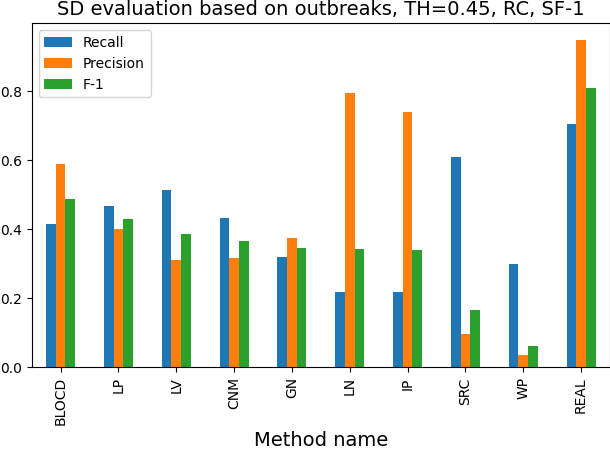 SD evaluation based on outbreaks, TH=0.45, RC, SF-1
Recall
Precision
F-1
0.8
0.6
0.4
0.2
0.0
BLOCD
LP
LV
CNM
GN
LN
IP
SRC
WP
REAL
Method name